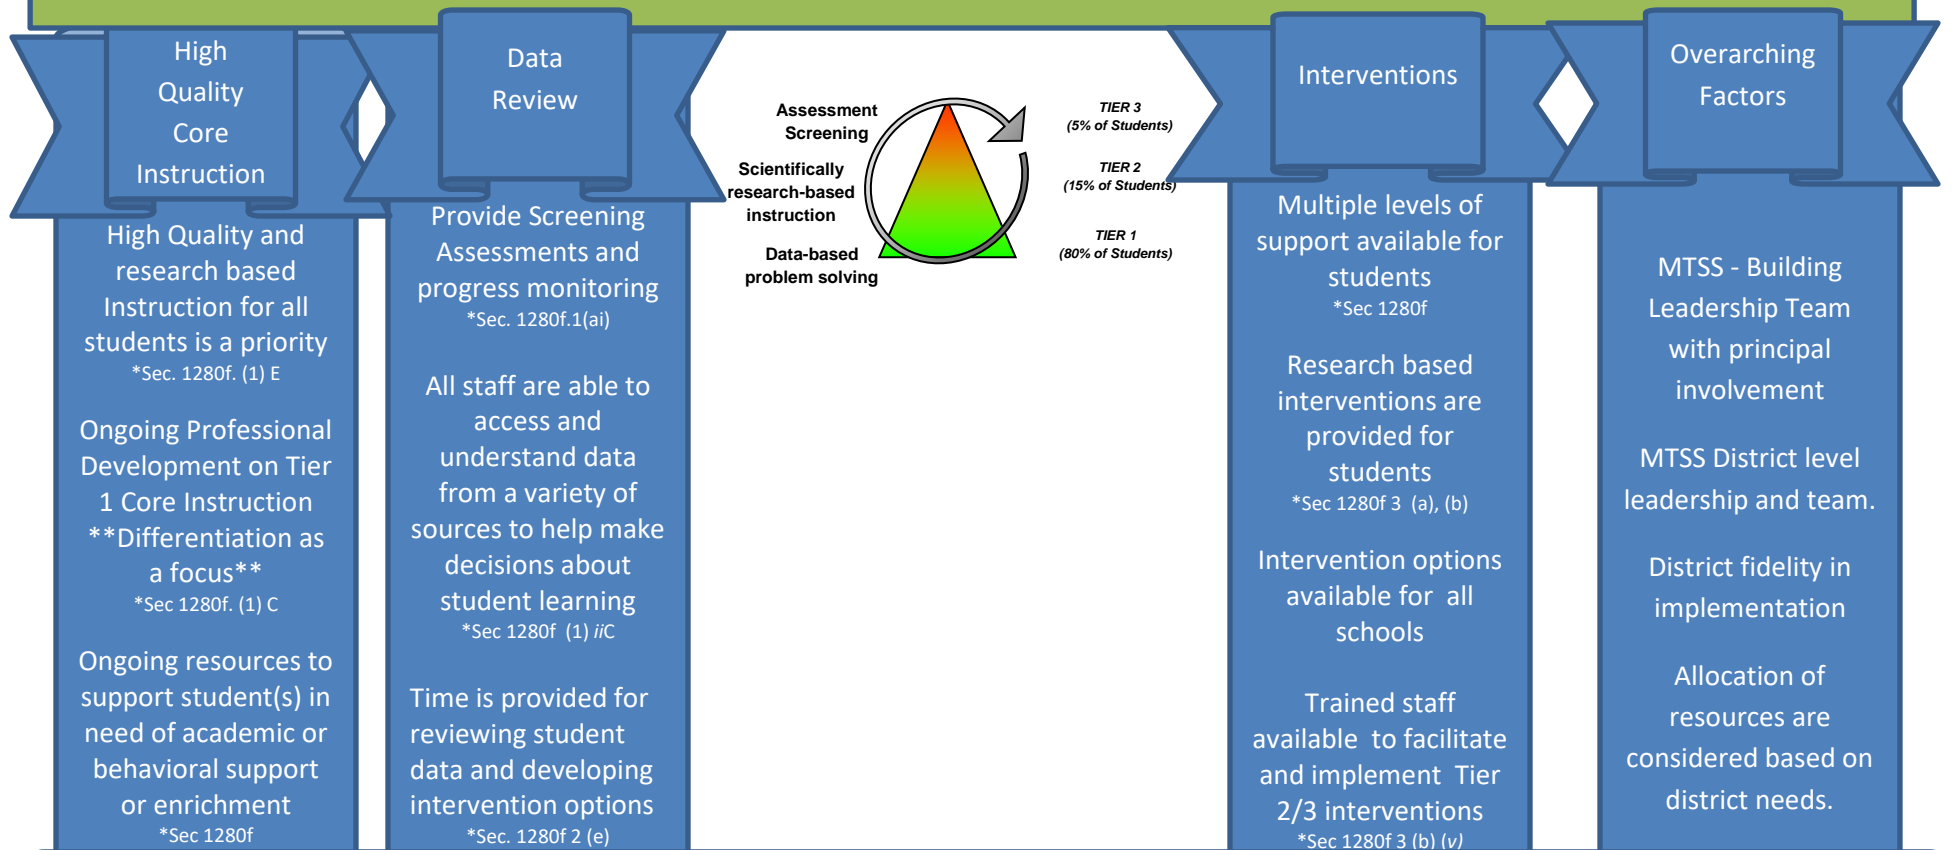 High
Quality
Core
Instruction
High Quality and
research based
Instruction for all
students is a priority
*Sec. 1280f. (1) E
Ongoing Professional
Development on Tier
1 Core Instruction
**Differentiation as
a focus**
*Sec 1280f. (1) C
Ongoing resources to
support student(s) in
need of academic or
behavioral support
or enrichment
*Sec 1280f
Data
Review
Provide Screening
Assessments and
progress monitoring
*Sec. 1280f.1(ai)
All staff are able to
access and
understand data
from a variety of
sources to help make
decisions about
student learning
*Sec 1280f (1) iiC
Time is provided for
reviewing student
data and developing
intervention options
*Sec. 1280f 2 (e)
Assessment
Screening
Scientifically
research-based
instruction
Data-based
problem solving
TIER 3
(5% of Students)
TIER 2
(15% of Students)
TIER 1
(80% of Students)
Interventions
Multiple levels of
support available for
students
*Sec 1280f
Research based
interventions are
provided for
students
*Sec 1280f 3 (a), (b)
Intervention options
available for all
schools
Trained staff
available to facilitate
and implement Tier
2/3 interventions
*Sec 1280f 3 (b) (v)
Overarching
Factors
MTSS - Building
Leadership Team
with principal
involvement
MTSS District level
leadership and team.
District fidelity in
implementation
Allocation of
resources are
considered based on
district needs.